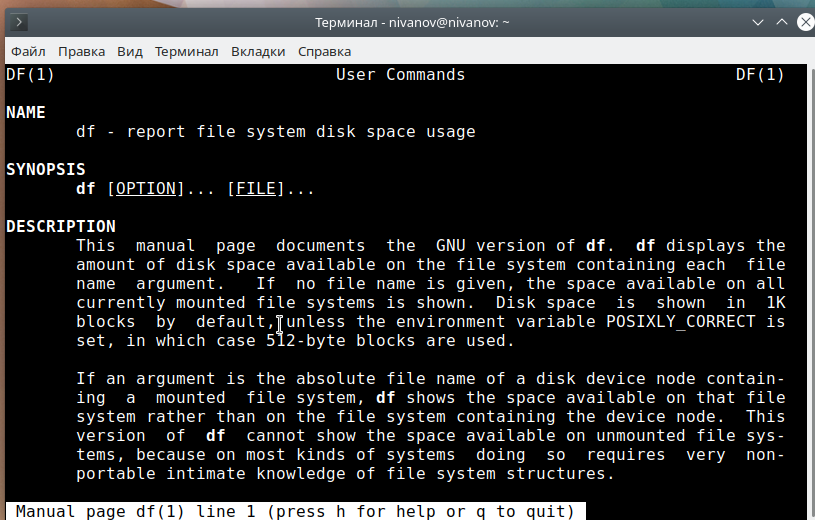 Терминал - nivanov@nivanov: ~
Файл Правка Вид Терминал Вкладки Справка
DF(1) User Commands DF(1)
NAME
df - report file system disk space usage
SYNOPSIS
df [OPTION]... [FILE]...
DESCRIPTION
This manual page documents the GNU version of df. df displays the
amount of disk space available on the file system containing each file
name argument. If no file name is given, the space available on all
currently mounted file systems is shown. Disk space is shown in 1K
blocks by default, unless the environment variable POSIXLY_CORRECT is
set, in which case 512-byte blocks are used.
If an argument is the absolute file name of a disk device node contain-
ing a mounted file system, df shows the space available on that file
system rather than on the file system containing the device node. This
version of df cannot show the space available on unmounted file sys-
tems, because on most kinds of systems doing so requires very non-
portable intimate knowledge of file system structures.
Manual page df(1) line 1 (press h for help or q to quit)